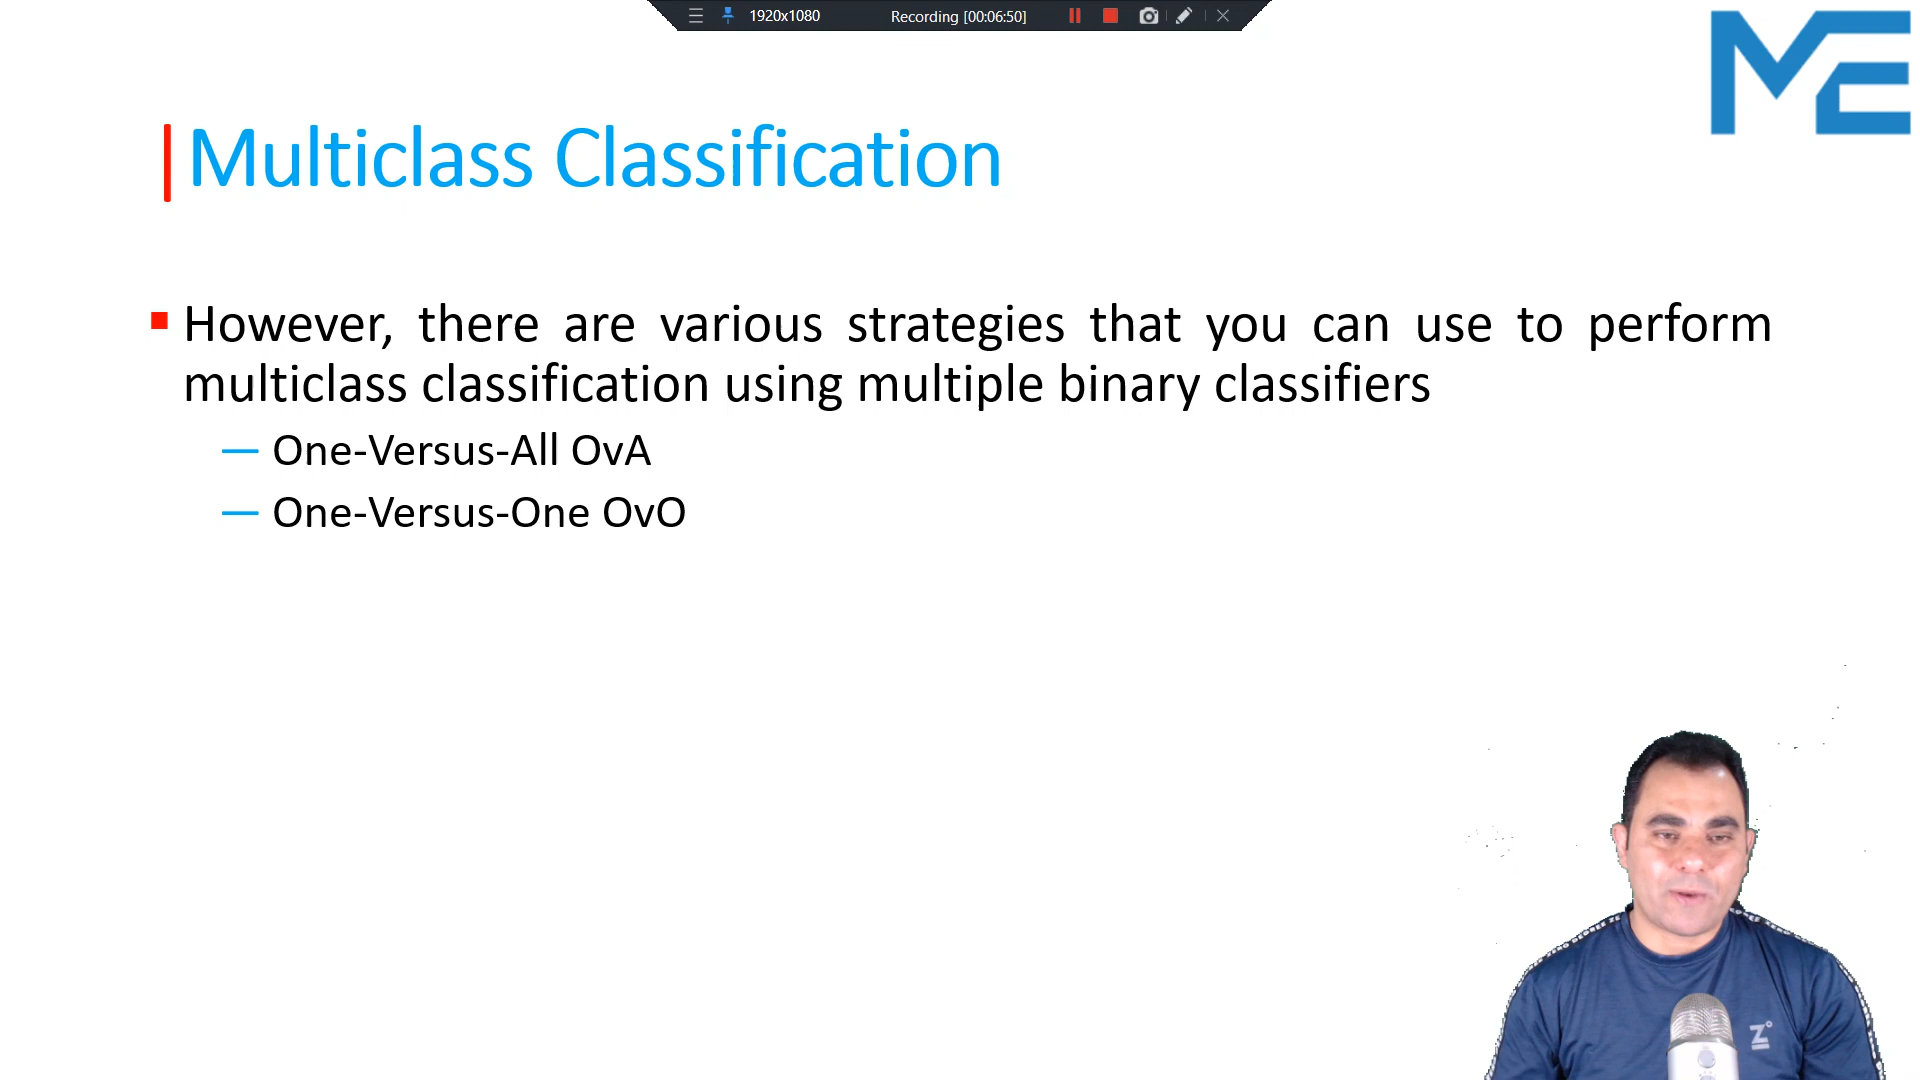 1920x1080 Recording [00:06:50]
ME
Multiclass Classification
However, there are various strategies that you can use to perform
multiclass classification using multiple binary classifiers
— One-Versus-All OvA
— One-Versus-One OvO
Z°